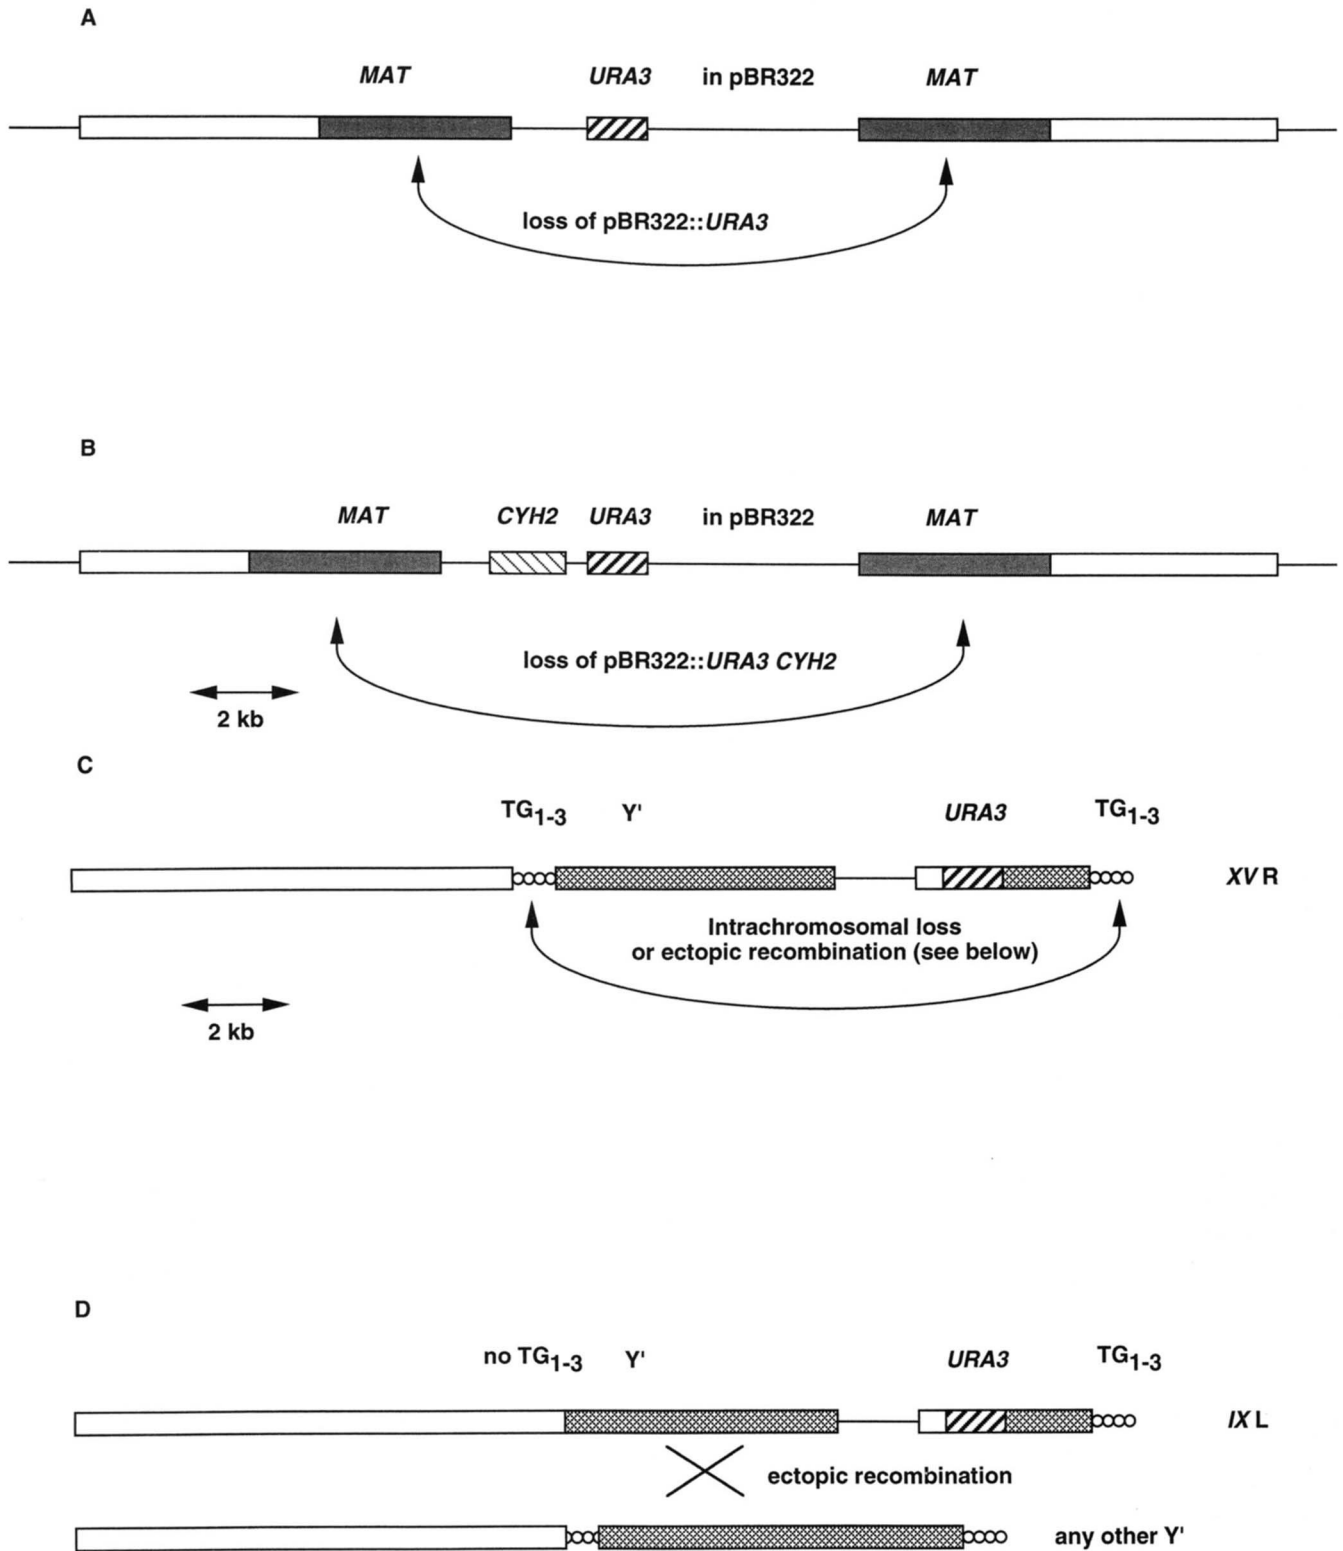 A
MAT URA3 in pBR322 MAT
loss of pBR322::URA3
B
MAT CYH2 URA3 in pBR322 MAT
loss of pBR322::URA3 CYH2
2 kb
C
TG1-3 Y' URA3 TG1-3
XV R
Intrachromosomal loss
or ectopic recombination (see below)
2 kb
D
no TG1-3 Y' URA3 TG1-3
IX L
ectopic recombination
any other Y'